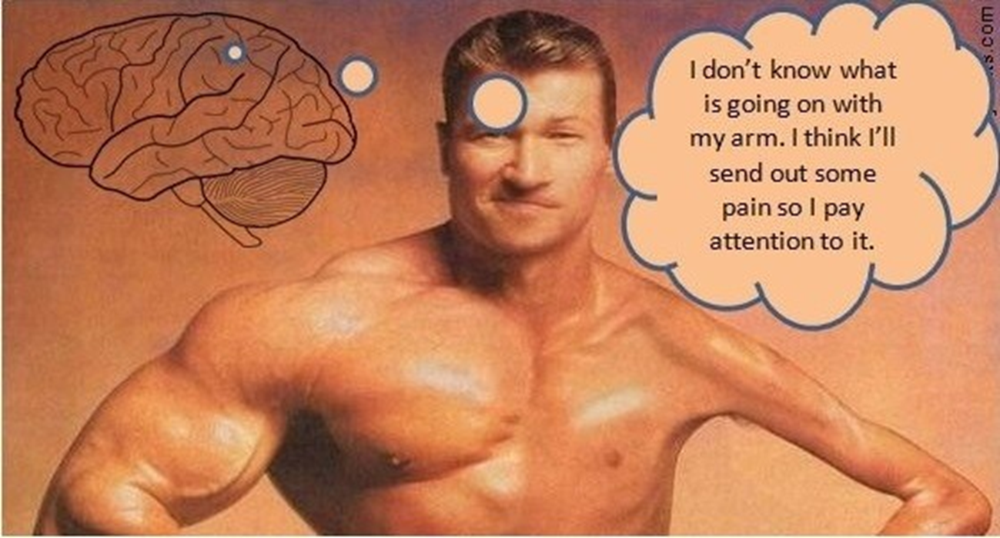 I don't know what
is going on with
my arm. I think I'll
send out some
pain so I pay
attention to it.
s.com